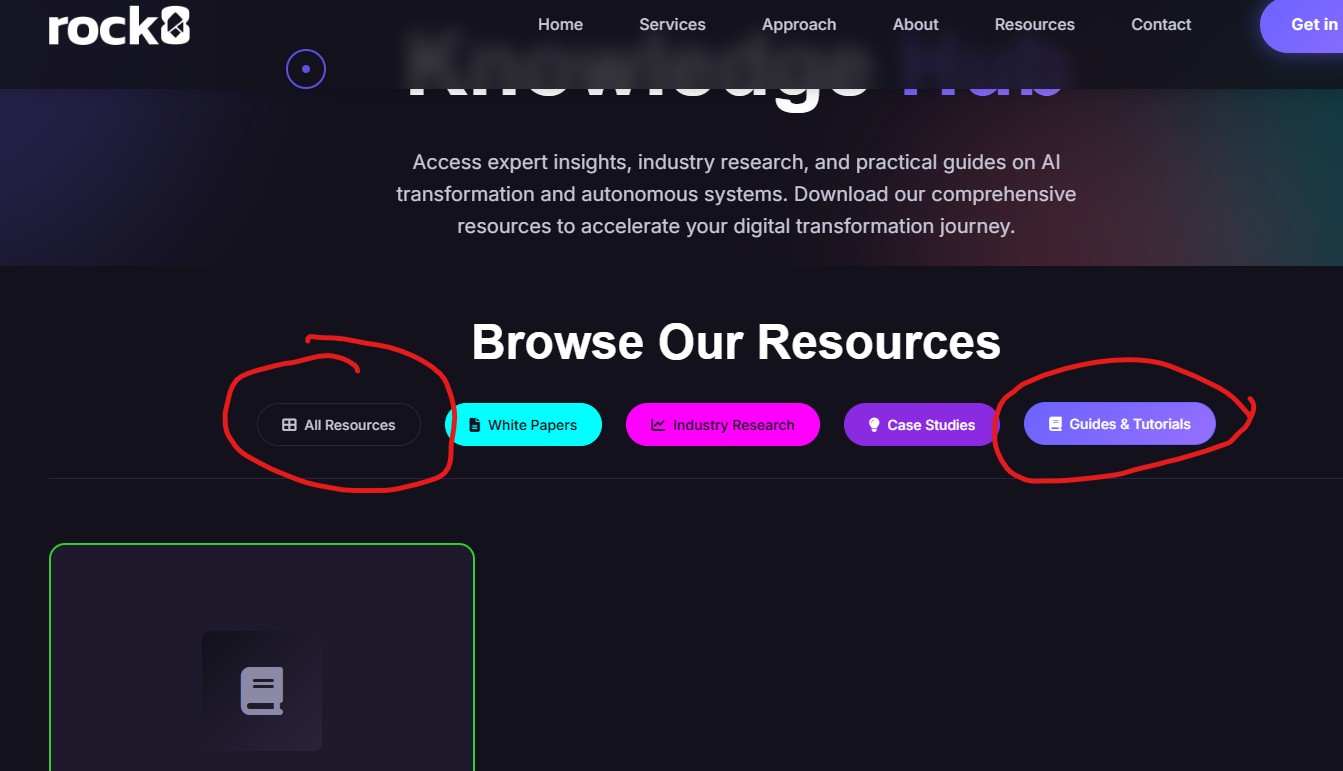 rock8
Home Services Approach About Resources Contact Get in
Knowledge Hub
Access expert insights, industry research, and practical guides on AI
transformation and autonomous systems. Download our comprehensive
resources to accelerate your digital transformation journey.
Browse Our Resources
All Resources White Papers Industry Research Case Studies Guides & Tutorials